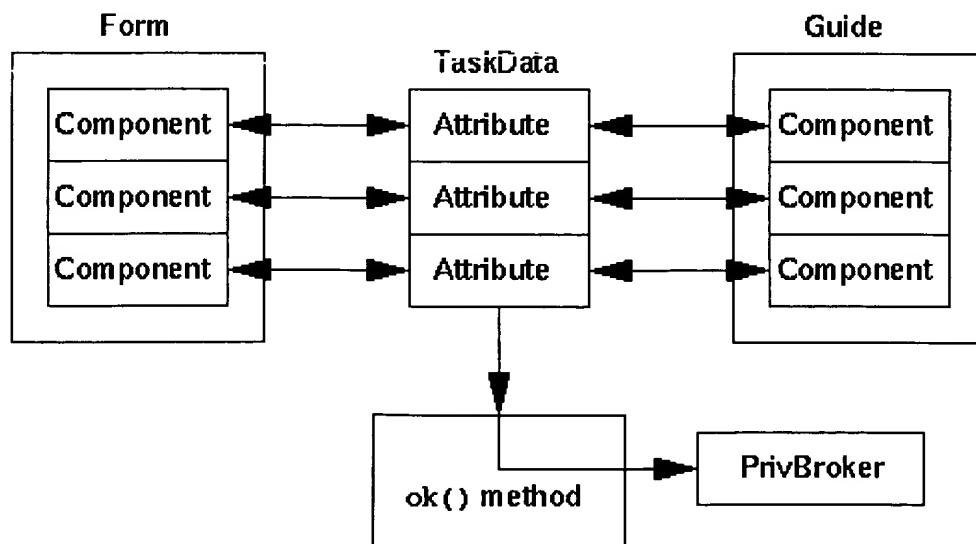 Form
Guide
TaskData
Component
Attribute
Component
Component
Attribute
Component
Component
Attribute
Component
PrivBroker
ok() method